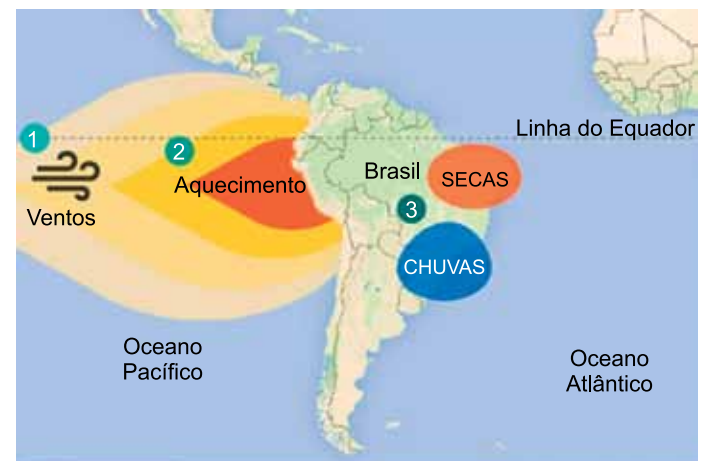 Linha do Equador
1
2
Brasil
SECAS
Aquecimento
Ventos
3
CHUVAS
Oceano
Pacífico
Oceano
Atlântico